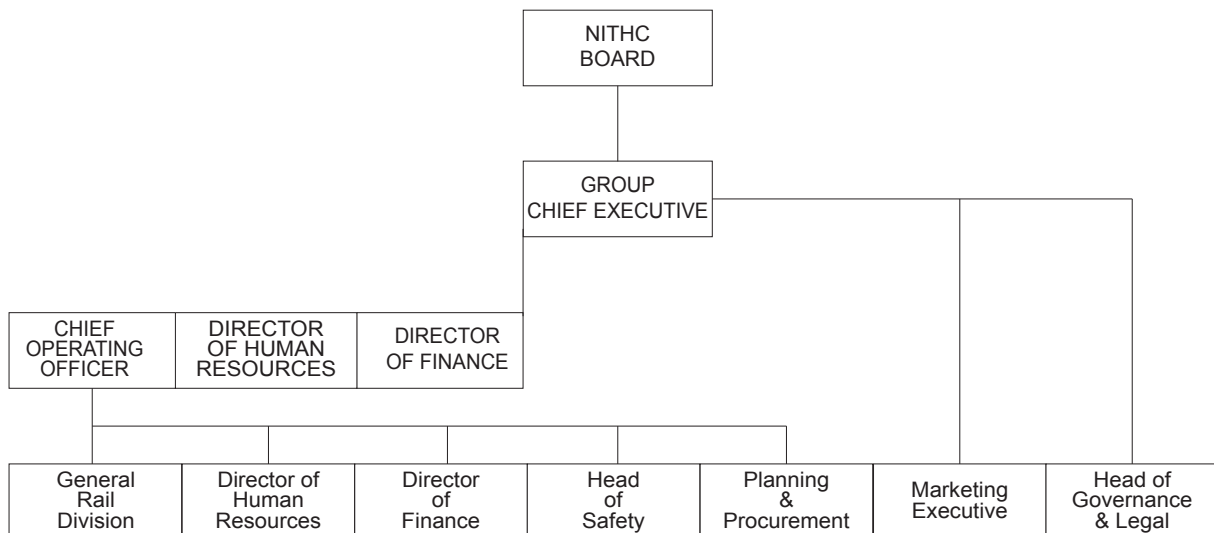 NITHC
BOARD
GROUP
CHIEF EXECUTIVE
CHIEF
OPERATING
OFFICER
DIRECTOR
OF HUMAN
RESOURCES
DIRECTOR
OF FINANCE
General
Rail
Division
Director of
Human
Resources
Director
of
Finance
Head
of
Safety
Planning
&
Procurement
Marketing
Executive
Head of
Governance
& Legal